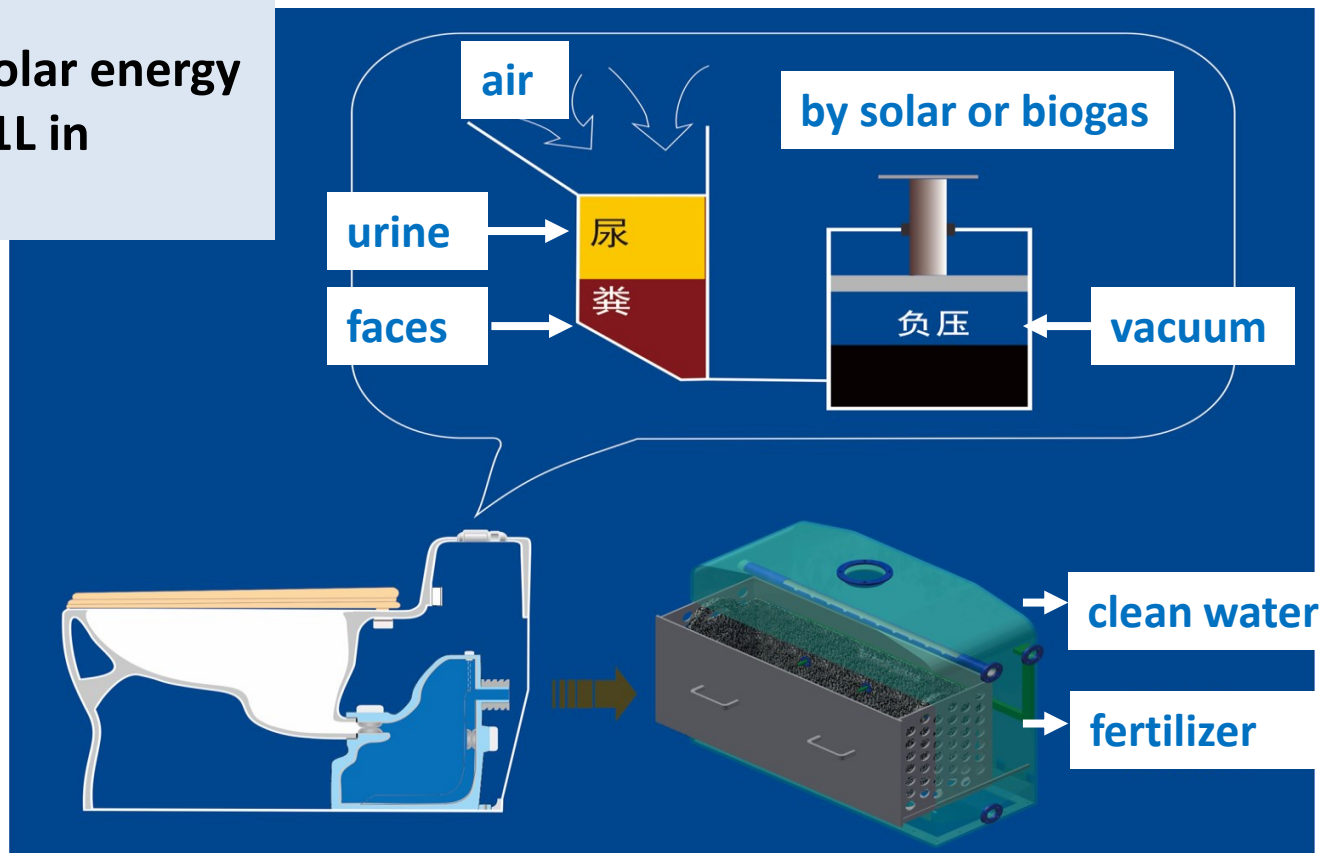 olar energy
1L in
air
by solar or biogas
urine
尿
faces
粪
负压
vacuum
clean water
fertilizer